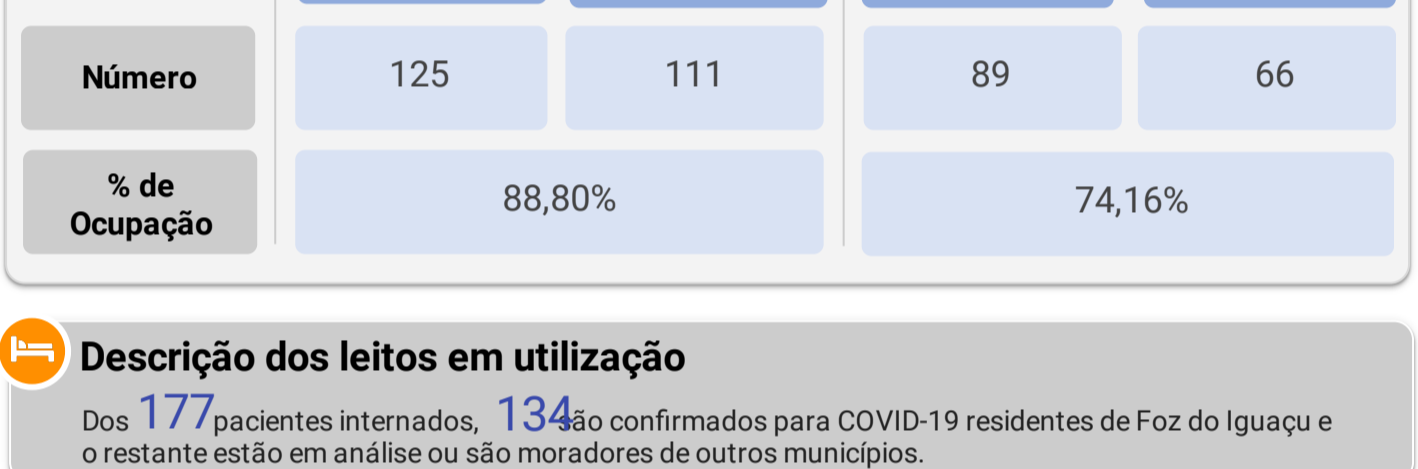 Número 125 111 89 66
% de
Ocupação 88,80% 74,16%
Descrição dos leitos em utilização
Dos 177 pacientes internados, 134 são confirmados para COVID-19 residentes de Foz do Iguaçu e
o restante estão em análise ou são moradores de outros municípios.